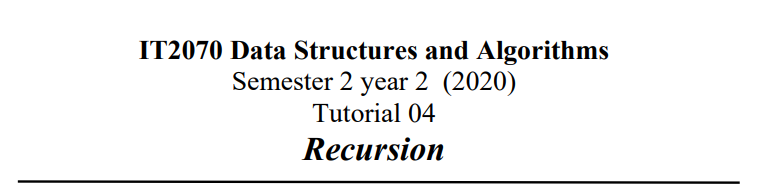 IT2070 Data Structures and Algorithms
Semester 2 year 2 (2020)
Tutorial 04
Recursion